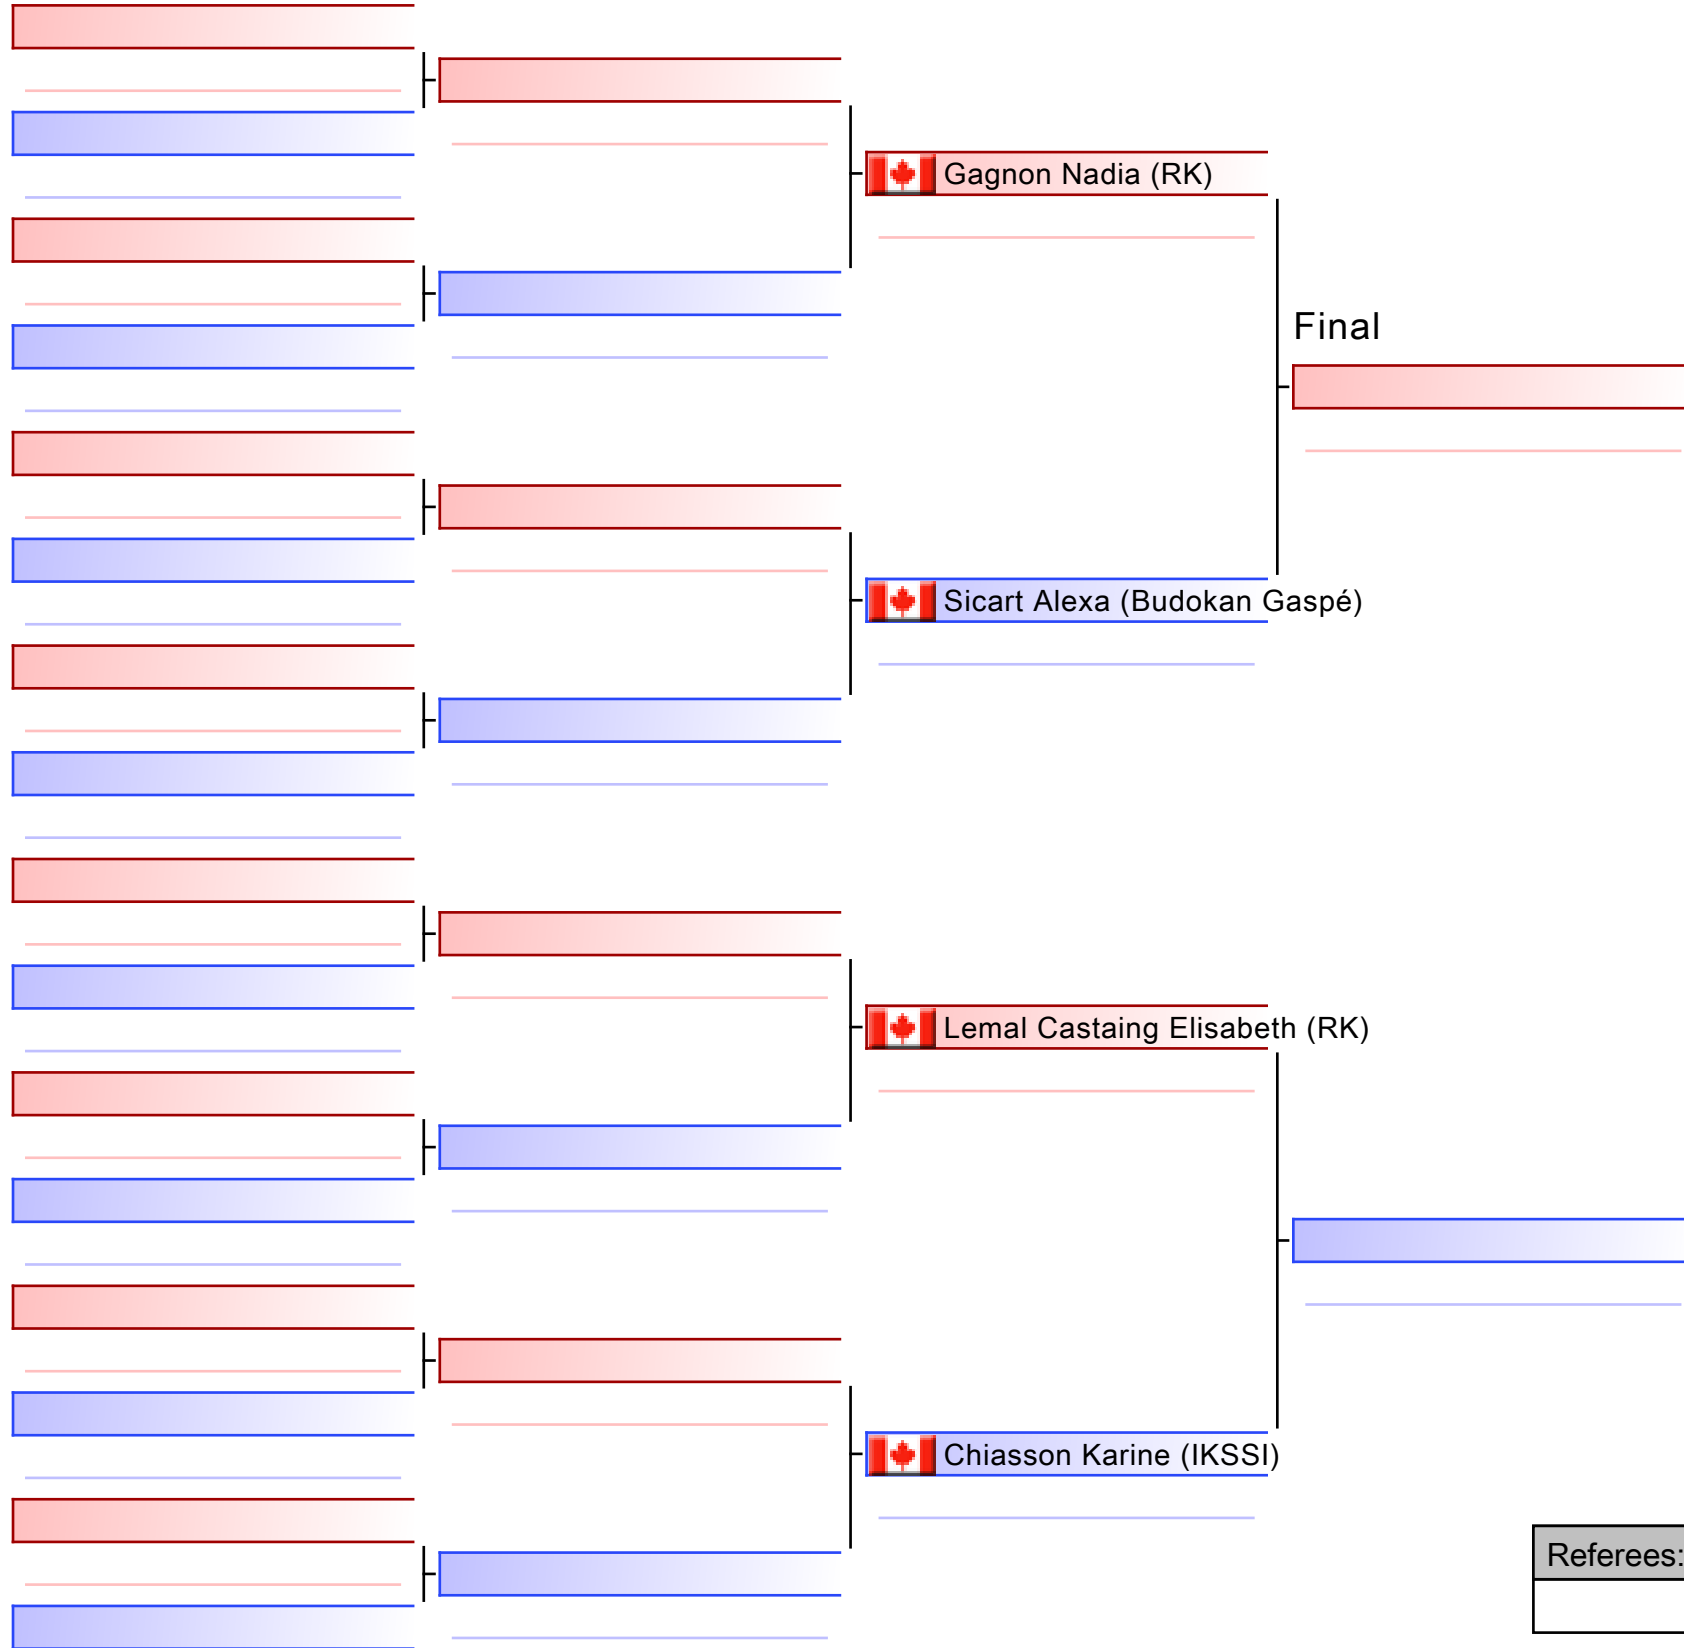 Gagnon Nadia (RK)
Final
Sicart Alexa (Budokan Gaspé)
Lemal Castaing Elisabeth (RK)
Chiasson Karine (IKSSI)
Referees: